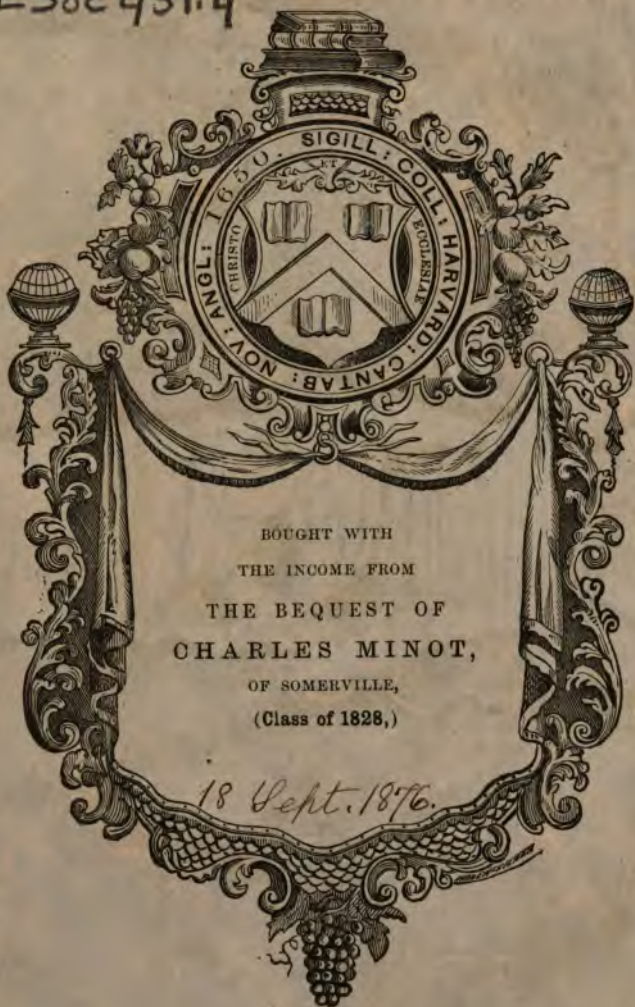 SIGILL: COLL: HARVARD: CANTAB: NOV: ANGL: 1650.
ET
CHRISTO
ECCLESIAE
BOUGHT WITH
THE INCOME FROM
THE BEQUEST OF
CHARLES MINOT,
OF SOMERVILLE,
(Class of 1828,)
18 Sept. 1876.